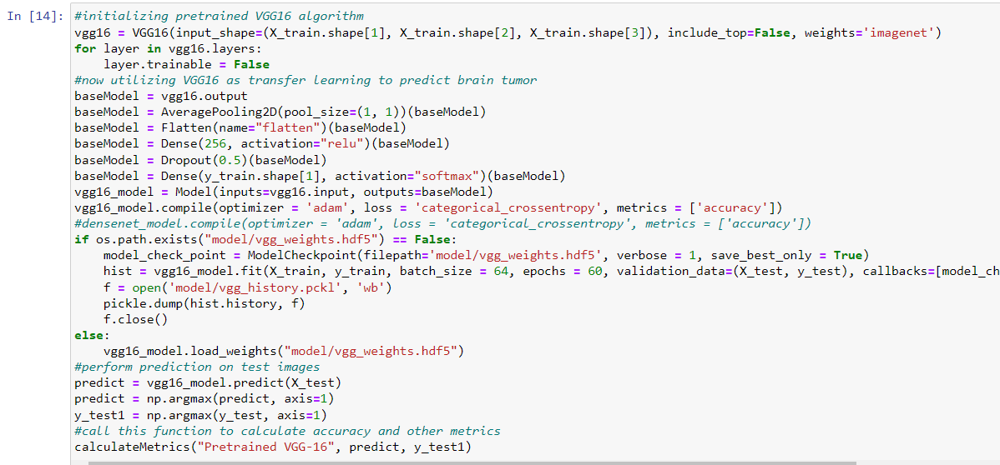 In [14]:
#initializing pretrained VGG16 algorithm
vgg16 = VGG16(input_shape=(X_train.shape[1], X_train.shape[2], X_train.shape[3]), include_top=False, weights='imagenet')
for layer in vgg16.layers:
    layer.trainable = False
#now utilizing VGG16 as transfer learning to predict brain tumor
baseModel = vgg16.output
baseModel = AveragePooling2D(pool_size=(1, 1))(baseModel)
baseModel = Flatten(name="flatten")(baseModel)
baseModel = Dense(256, activation="relu")(baseModel)
baseModel = Dropout(0.5)(baseModel)
baseModel = Dense(y_train.shape[1], activation="softmax")(baseModel)
vgg16_model = Model(inputs=vgg16.input, outputs=baseModel)
vgg16_model.compile(optimizer = 'adam', loss = 'categorical_crossentropy', metrics = ['accuracy'])
#densenet_model.compile(optimizer = 'adam', loss = 'categorical_crossentropy', metrics = ['accuracy'])
if os.path.exists("model/vgg_weights.hdf5") == False:
    model_check_point = ModelCheckpoint(filepath='model/vgg_weights.hdf5', verbose = 1, save_best_only = True)
    hist = vgg16_model.fit(X_train, y_train, batch_size = 64, epochs = 60, validation_data=(X_test, y_test), callbacks=[model_ch
    f = open('model/vgg_history.pckl', 'wb')
    pickle.dump(hist.history, f)
    f.close()
else:
    vgg16_model.load_weights("model/vgg_weights.hdf5")
#perform prediction on test images
predict = vgg16_model.predict(X_test)
predict = np.argmax(predict, axis=1)
y_test1 = np.argmax(y_test, axis=1)
#call this function to calculate accuracy and other metrics
calculateMetrics("Pretrained VGG-16", predict, y_test1)